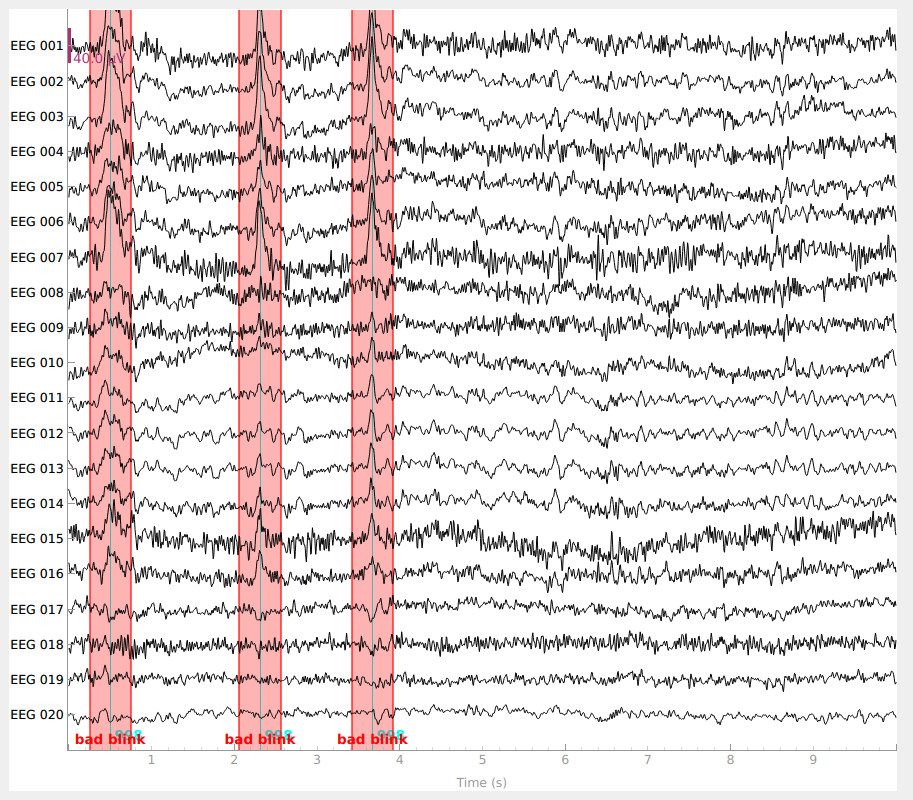 EEG 001
40.0 µV
EEG 002
EEG 003
EEG 004
EEG 005
EEG 006
EEG 007
EEG 008
EEG 009
EEG 010
EEG 011
EEG 012
EEG 013
EEG 014
EEG 015
EEG 016
EEG 017
EEG 018
EEG 019
EEG 020
998 998 998
bad blink bad blink bad blink
1 2 3 4 5 6 7 8 9
Time (s)